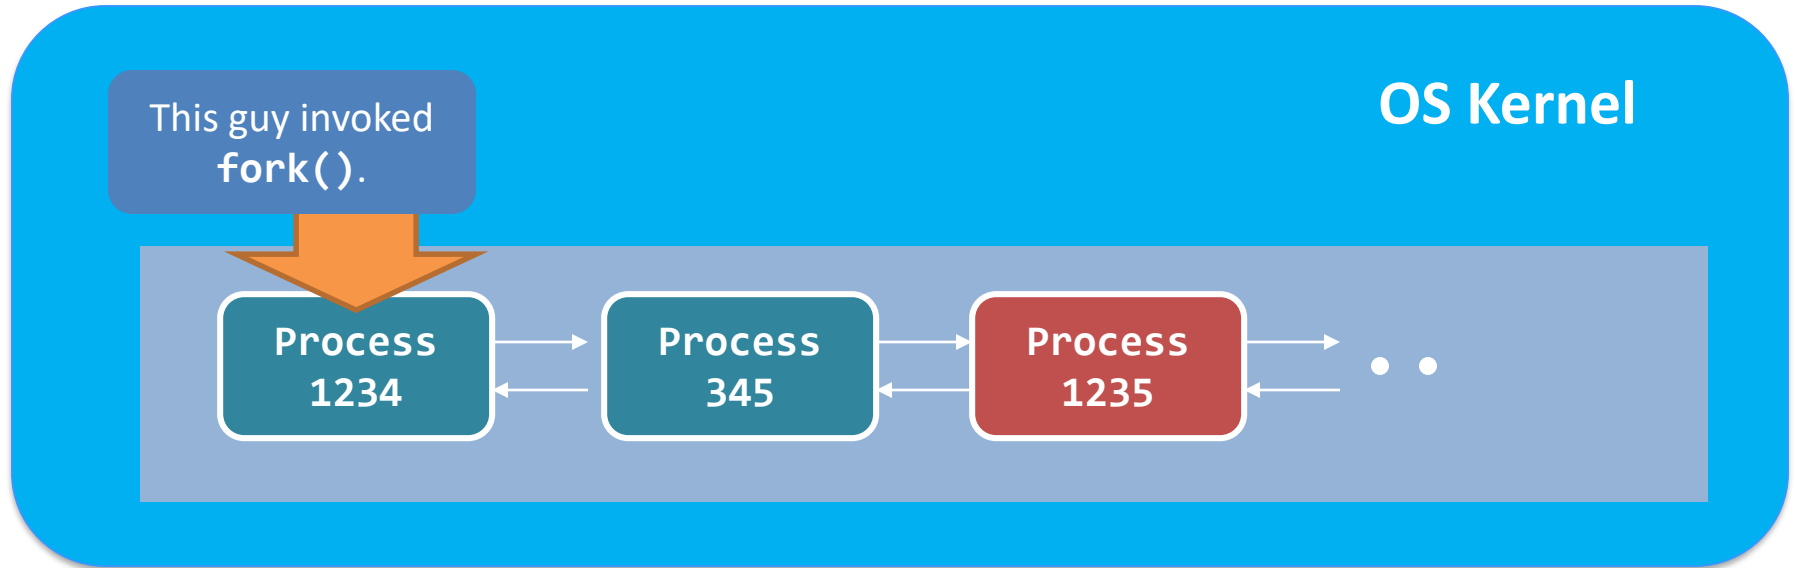 This guy invoked
fork().
OS Kernel
Process
1234
Process
345
Process
1235